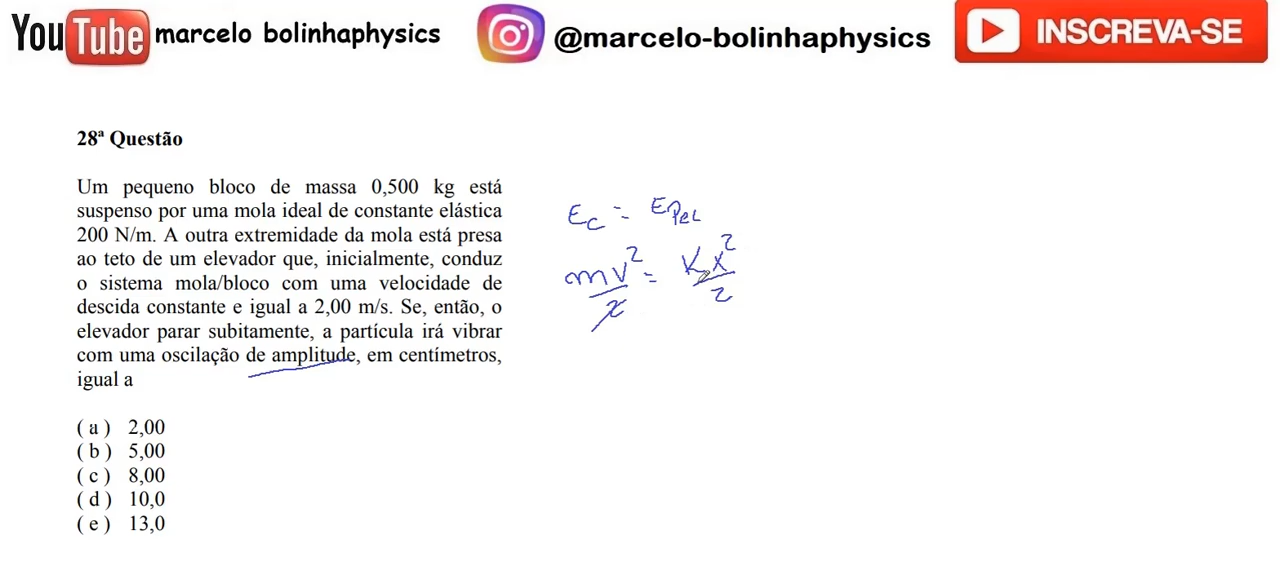 YouTube marcelo bolinhaphysics @marcelo-bolinhaphysics INSCREVA-SE
28ª Questão
Um pequeno bloco de massa 0,500 kg está
suspenso por uma mola ideal de constante elástica
200 N/m. A outra extremidade da mola está presa
ao teto de um elevador que, inicialmente, conduz
o sistema mola/bloco com uma velocidade de
descida constante e igual a 2,00 m/s. Se, então, o
elevador parar subitamente, a partícula irá vibrar
com uma oscilação de amplitude, em centímetros,
igual a
( a ) 2,00
( b ) 5,00
( c ) 8,00
( d ) 10,0
( e ) 13,0
Ec = EPeL
mv²/2 = Kx²/2